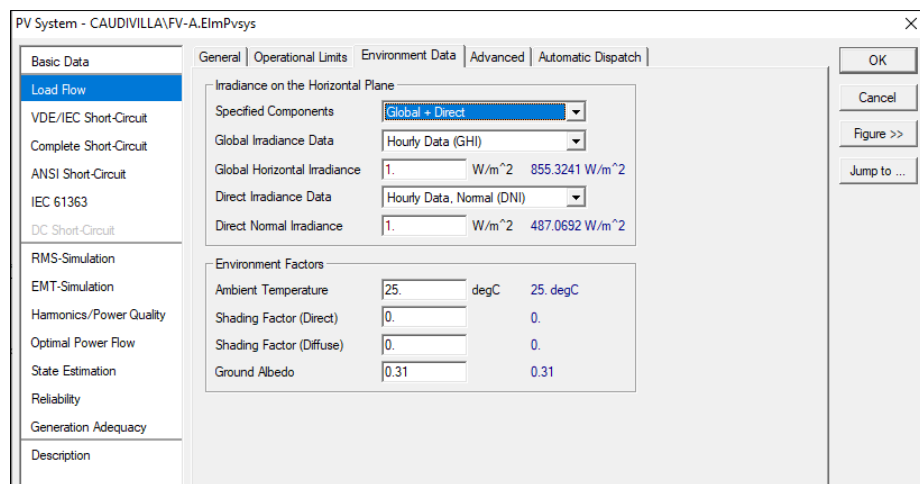 PV System - CAUDIVILLA\FV-A.ElmPvsys
Basic Data
Load Flow
VDE/IEC Short-Circuit
Complete Short-Circuit
ANSI Short-Circuit
IEC 61363
DC Short-Circuit
RMS-Simulation
EMT-Simulation
Harmonics/Power Quality
Optimal Power Flow
State Estimation
Reliability
Generation Adequacy
Description
General Operational Limits Environment Data Advanced Automatic Dispatch
Irradiance on the Horizontal Plane
Specified Components Global + Direct
Global Irradiance Data Hourly Data (GHI)
Global Horizontal Irradiance 1. W/m^2 855.3241 W/m^2
Direct Irradiance Data Hourly Data, Normal (DNI)
Direct Normal Irradiance 1. W/m^2 487.0692 W/m^2
Environment Factors
Ambient Temperature 25. degC 25. degC
Shading Factor (Direct) 0. 0.
Shading Factor (Diffuse) 0. 0.
Ground Albedo 0.31 0.31
OK
Cancel
Figure >>
Jump to ...